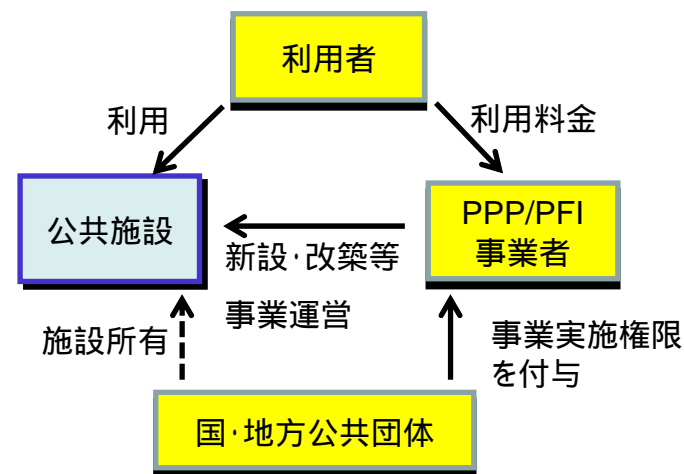 利用者
利用
利用料金
公共施設
PPP/PFI
事業者
新設･改築等
事業運営
施設所有
事業実施権限
を付与
国･地方公共団体